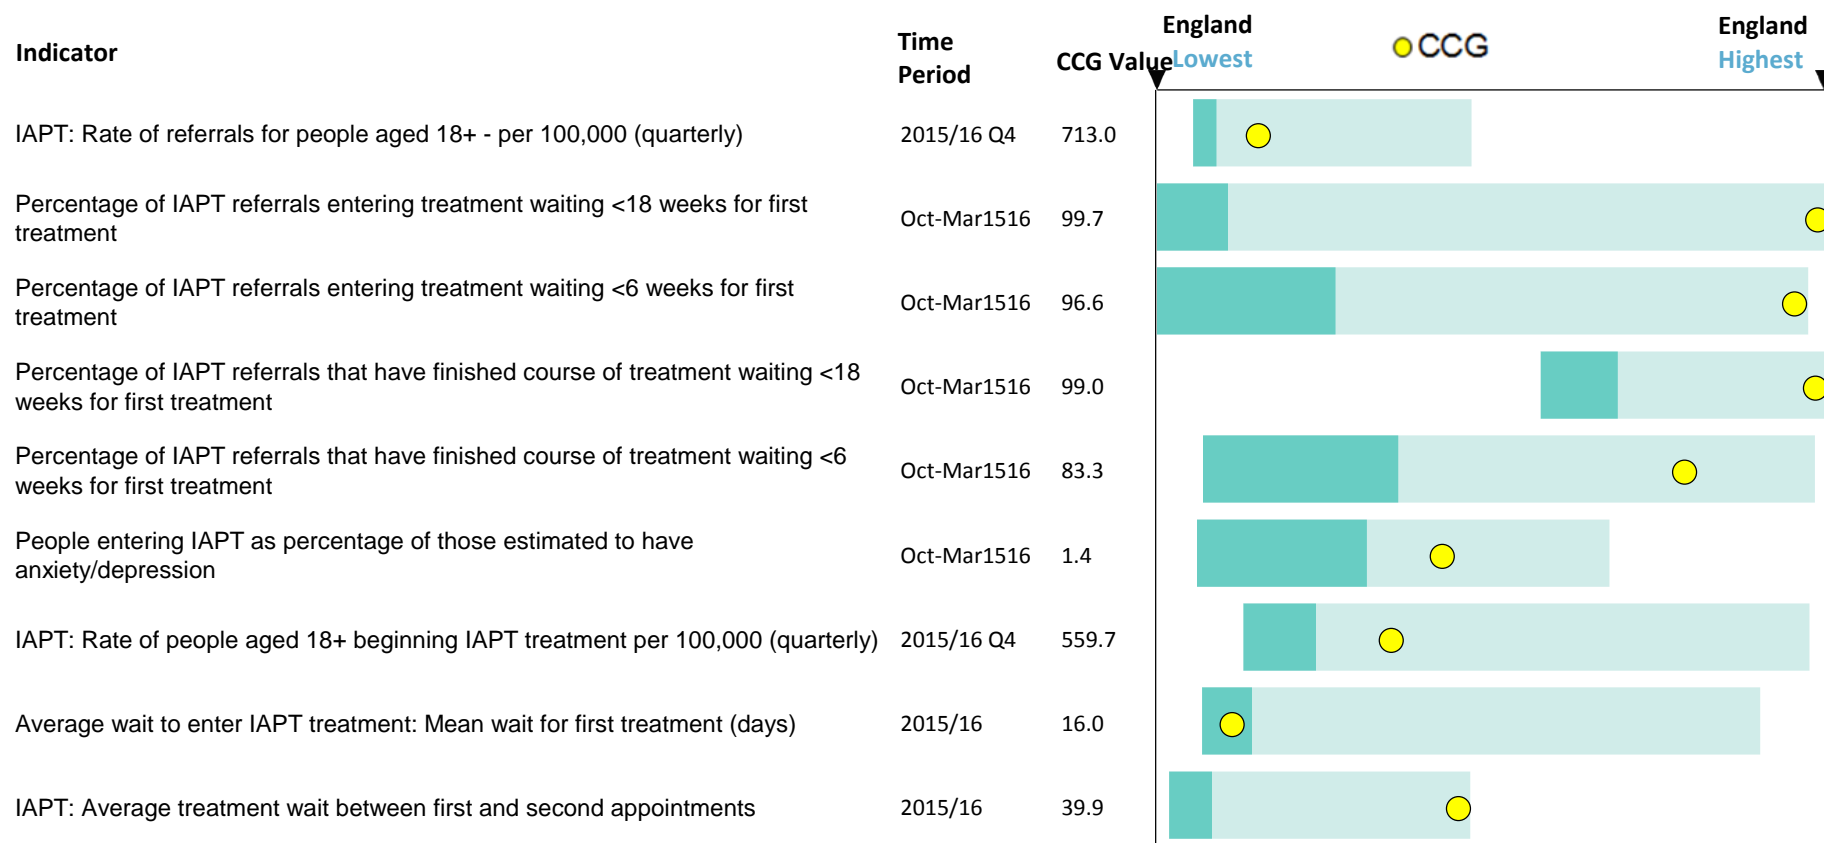 Indicator
Time Period
CCG Value
England Lowest
CCG
England Highest
IAPT: Rate of referrals for people aged 18+ - per 100,000 (quarterly) 2015/16 Q4 713.0
Percentage of IAPT referrals entering treatment waiting <18 weeks for first
treatment
Oct-Mar1516 99.7
Percentage of IAPT referrals entering treatment waiting <6 weeks for first
treatment
Oct-Mar1516 96.6
Percentage of IAPT referrals that have finished course of treatment waiting <18
weeks for first treatment
Oct-Mar1516 99.0
Percentage of IAPT referrals that have finished course of treatment waiting <6
weeks for first treatment
Oct-Mar1516 83.3
People entering IAPT as percentage of those estimated to have
anxiety/depression
Oct-Mar1516 1.4
IAPT: Rate of people aged 18+ beginning IAPT treatment per 100,000 (quarterly) 2015/16 Q4 559.7
Average wait to enter IAPT treatment: Mean wait for first treatment (days) 2015/16 16.0
IAPT: Average treatment wait between first and second appointments 2015/16 39.9